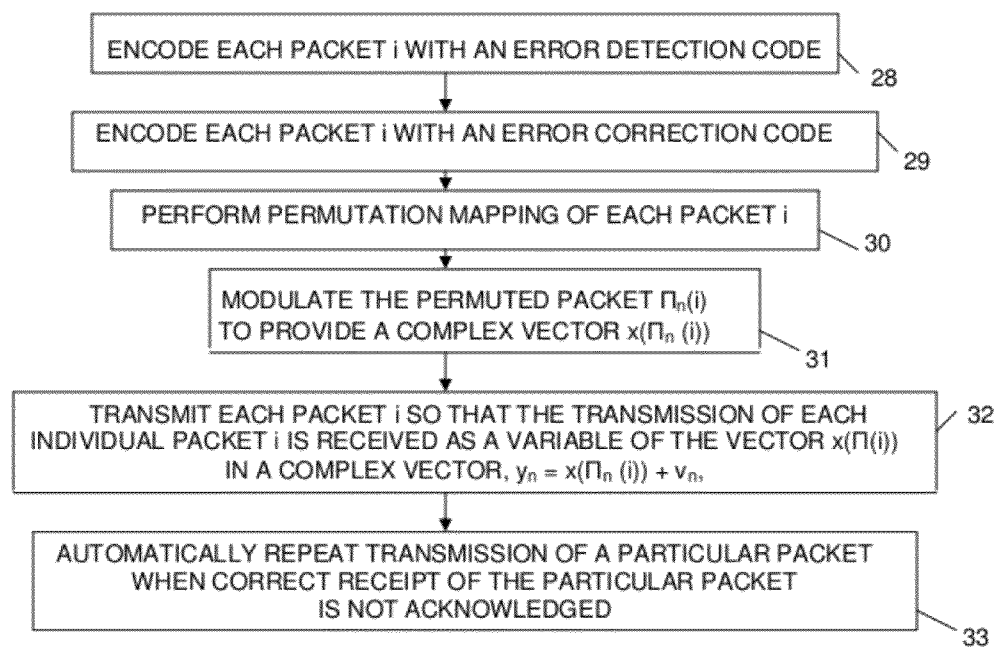 ENCODE EACH PACKET i WITH AN ERROR DETECTION CODE
28
ENCODE EACH PACKET i WITH AN ERROR CORRECTION CODE
29
PERFORM PERMUTATION MAPPING OF EACH PACKET i
30
MODULATE THE PERMUTED PACKET Πn(i)
TO PROVIDE A COMPLEX VECTOR x(Πn (i))
31
TRANSMIT EACH PACKET i SO THAT THE TRANSMISSION OF EACH
INDIVIDUAL PACKET i IS RECEIVED AS A VARIABLE OF THE VECTOR x(Π(i))
IN A COMPLEX VECTOR, yn = x(Πn (i)) + vn,
32
AUTOMATICALLY REPEAT TRANSMISSION OF A PARTICULAR PACKET
WHEN CORRECT RECEIPT OF THE PARTICULAR PACKET
IS NOT ACKNOWLEDGED
33